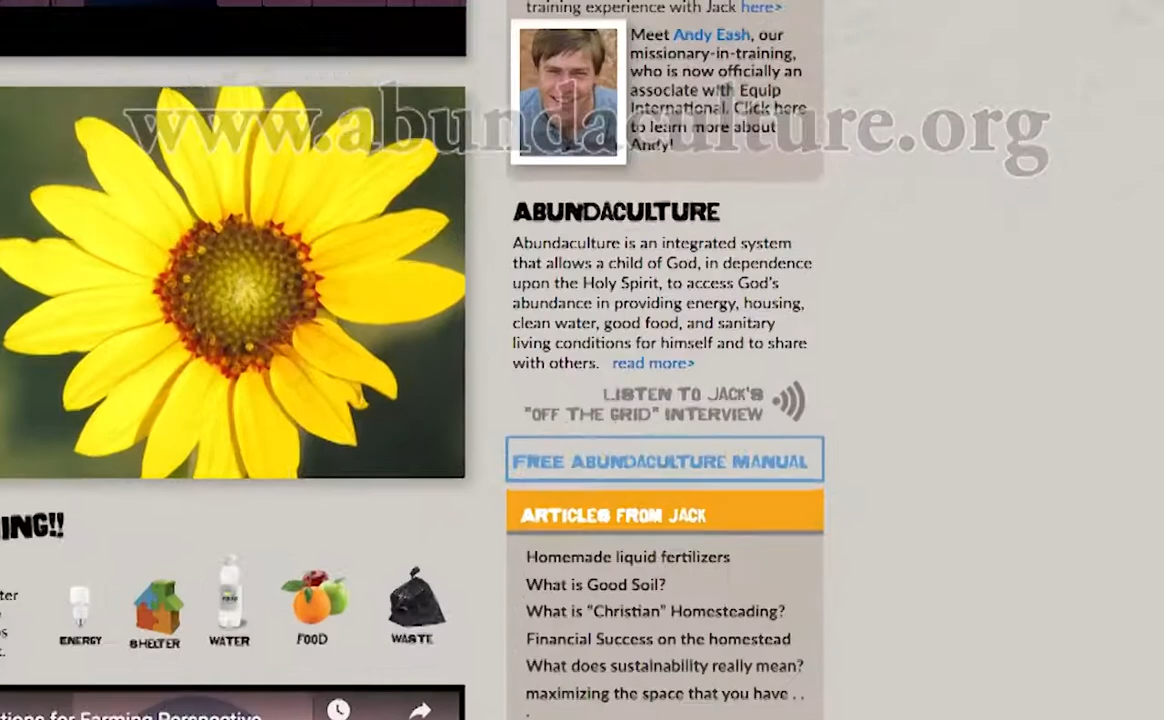 training experience with Jack here>
Meet Andy Eash, our
missionary-in-training,
who is now officially an
associate with Equip
International. Click here
to learn more about
Andy!
www.abundaculture.org
ABUNDACULTURE
Abundaculture is an integrated system
that allows a child of God, in dependence
upon the Holy Spirit, to access God's
abundance in providing energy, housing,
clean water, good food, and sanitary
living conditions for himself and to share
with others. read more>
LISTEN TO JACK'S
"OFF THE GRID" INTERVIEW
FREE ABUNDACULTURE MANUAL
ARTICLES FROM JACK
Homemade liquid fertilizers
What is Good Soil?
What is "Christian" Homesteading?
Financial Success on the homestead
What does sustainability really mean?
maximizing the space that you have . .
.
ING!!
ter
s
.
ENERGY
SHELTER
WATER
FOOD
WASTE
tions for Farming Perspective